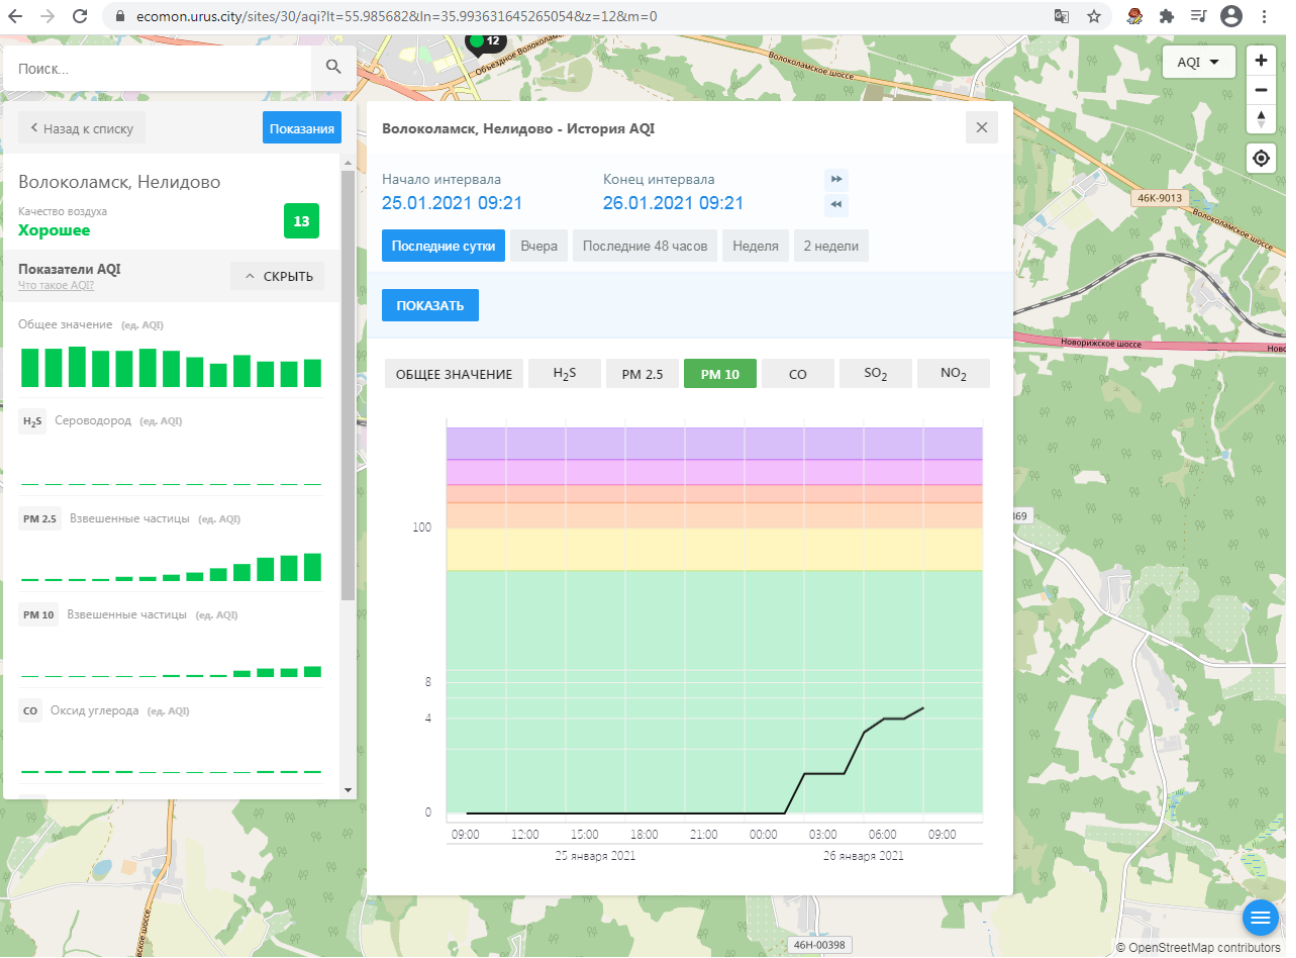 ecomon.urus.city/sites/30/aqi?lt=55.985682&ln=35.993631645265054&z=12&m=0
12
Объездное Волоколамск
Волоколамское шоссе
Поиск...
AQI
Назад к списку
Показания
Волоколамск, Нелидово - История AQI
Волоколамск, Нелидово
Качество воздуха
Хорошее
13
Начало интервала
Конец интервала
25.01.2021 09:21
26.01.2021 09:21
Последние сутки
Вчера
Последние 48 часов
Неделя
2 недели
46К-9013
Волоколамское шоссе
Показатели AQI
Что такое AQI?
СКРЫТЬ
ПОКАЗАТЬ
Общее значение (ед. AQI)
Новорижское шоссе
Ново
ОБЩЕЕ ЗНАЧЕНИЕ
H2S
PM 2.5
PM 10
CO
SO2
NO2
H2S Сероводород (ед. AQI)
PM 2.5 Взвешенные частицы (ед. AQI)
PM 10 Взвешенные частицы (ед. AQI)
CO Оксид углерода (ед. AQI)
100
8
4
0
369
09:00
12:00
15:00
18:00
21:00
00:00
03:00
06:00
09:00
25 января 2021
26 января 2021
46Н-00398
© OpenStreetMap contributors